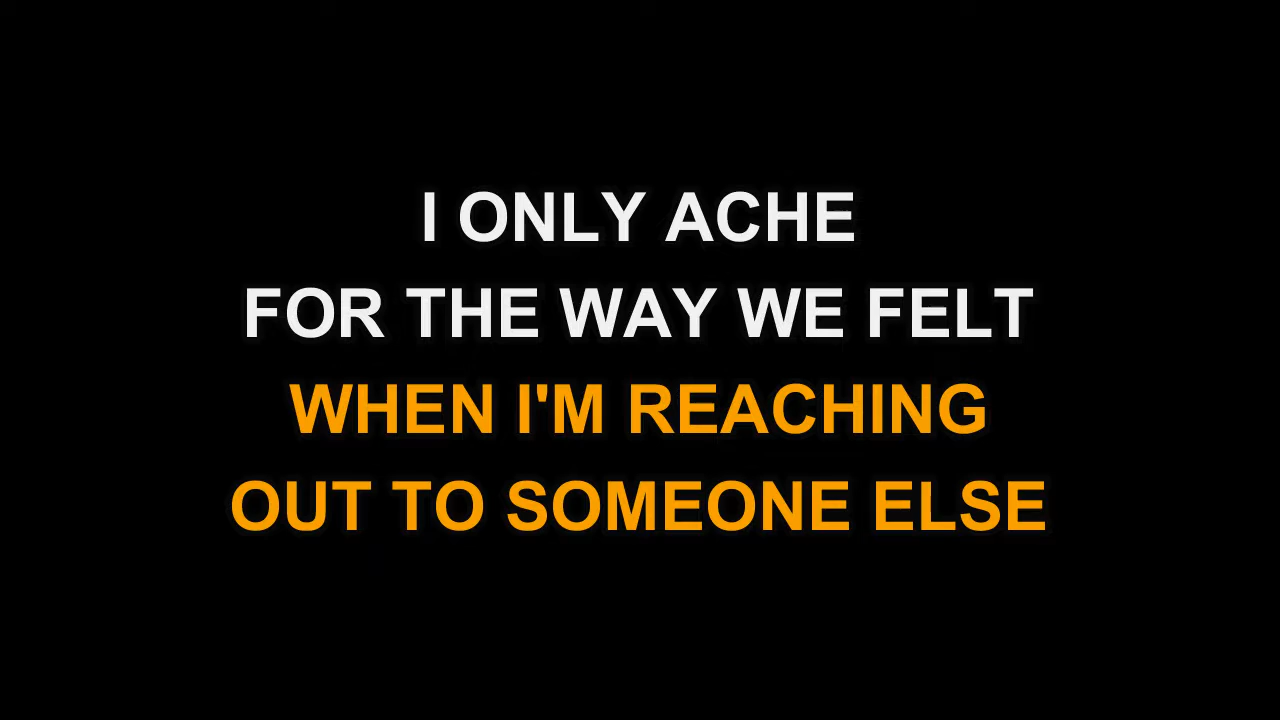 I ONLY ACHE
FOR THE WAY WE FELT
WHEN I'M REACHING
OUT TO SOMEONE ELSE